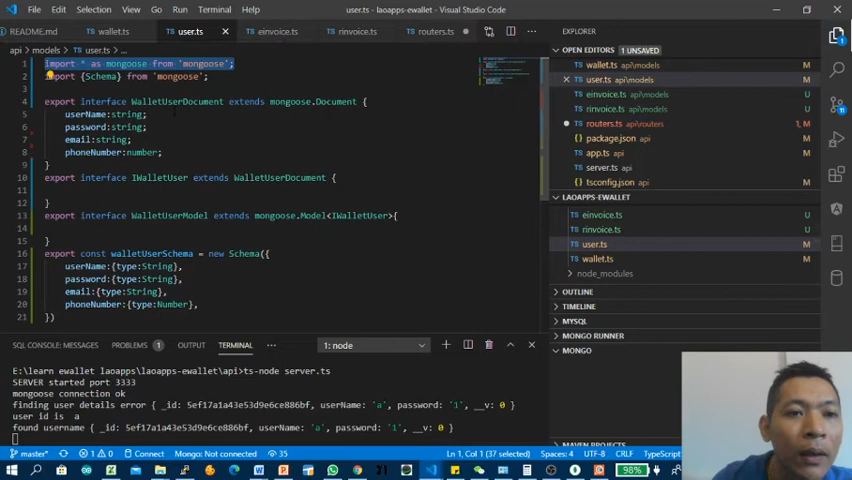 File Edit Selection View Go Run Terminal Help user.ts - laoapps-ewallet - Visual Studio Code
README.md TS wallet.ts M TS user.ts M TS einvoice.ts U TS rinvoice.ts U TS routers.ts 1, M
api > models > TS user.ts > ...
1 import * as mongoose from 'mongoose';
2 import {Schema} from 'mongoose';
3
4 export interface WalletUserDocument extends mongoose.Document {
5 userName:string;
6 password:string;
7 email:string;
8 phoneNumber:number;
9 }
10 export interface IWalletUser extends WalletUserDocument {
11
12 }
13 export interface WalletUserModel extends mongoose.Model<IWalletUser>{
14
15 }
16 export const walletUserSchema = new Schema({
17 userName:{type:String},
18 password:{type:String},
19 email:{type:String},
20 phoneNumber:{type:Number},
21 })
EXPLORER
OPEN EDITORS 1 UNSAVED
TS wallet.ts api\models M
TS user.ts api\models M
TS einvoice.ts api\models U
TS rinvoice.ts api\models U
TS routers.ts api\routers 1, M
package.json api M
TS app.ts api M
TS server.ts api
tsconfig.json api M
LAOAPPS-EWALLET
TS einvoice.ts U
TS rinvoice.ts U
TS user.ts M
TS wallet.ts M
node_modules
OUTLINE
TIMELINE
MYSQL
MONGO RUNNER
MONGO
MAVEN PROJECTS
SQL CONSOLE: MESSAGES PROBLEMS 1 OUTPUT TERMINAL ... 1: node
E:\learn ewallet laoapps\laoapps-ewallet\api>ts-node server.ts
SERVER started port 3333
mongoose connection ok
finding user details error { _id: 5ef17a1a43e53d9e6ce886bf, userName: 'a', password: '1', __v: 0 }
user id is a
found username { _id: 5ef17a1a43e53d9e6ce886bf, userName: 'a', password: '1', __v: 0 }
master* 1 0 Connect 35 Ln 1, Col 1 (37 selected) Spaces: 4 UTF-8 CRLF TypeScript
98%